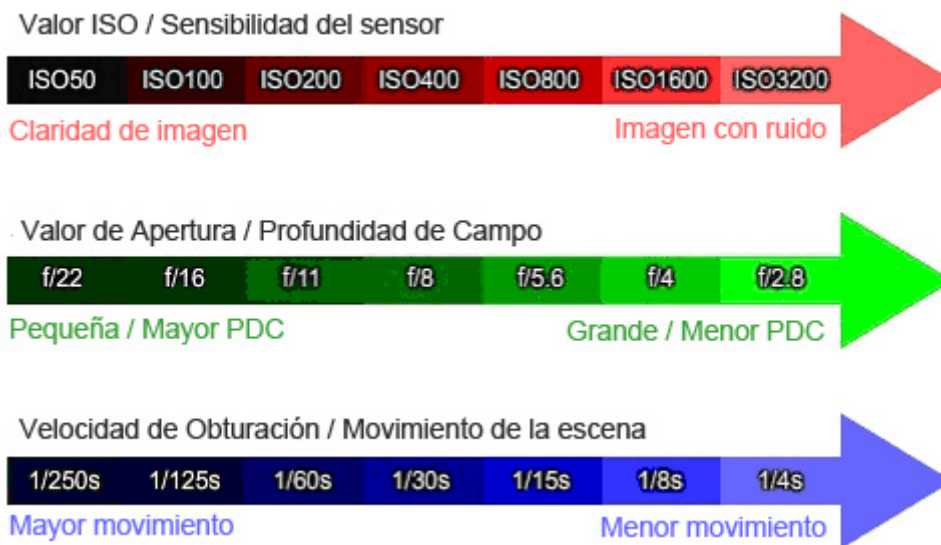 Valor ISO / Sensibilidad del sensor
ISO50 ISO100 ISO200 ISO400 ISO800 ISO1600 ISO3200
Claridad de imagen Imagen con ruido
Valor de Apertura / Profundidad de Campo
f/22 f/16 f/11 f/8 f/5.6 f/4 f/2.8
Pequeña / Mayor PDC Grande / Menor PDC
Velocidad de Obturación / Movimiento de la escena
1/250s 1/125s 1/60s 1/30s 1/15s 1/8s 1/4s
Mayor movimiento Menor movimiento